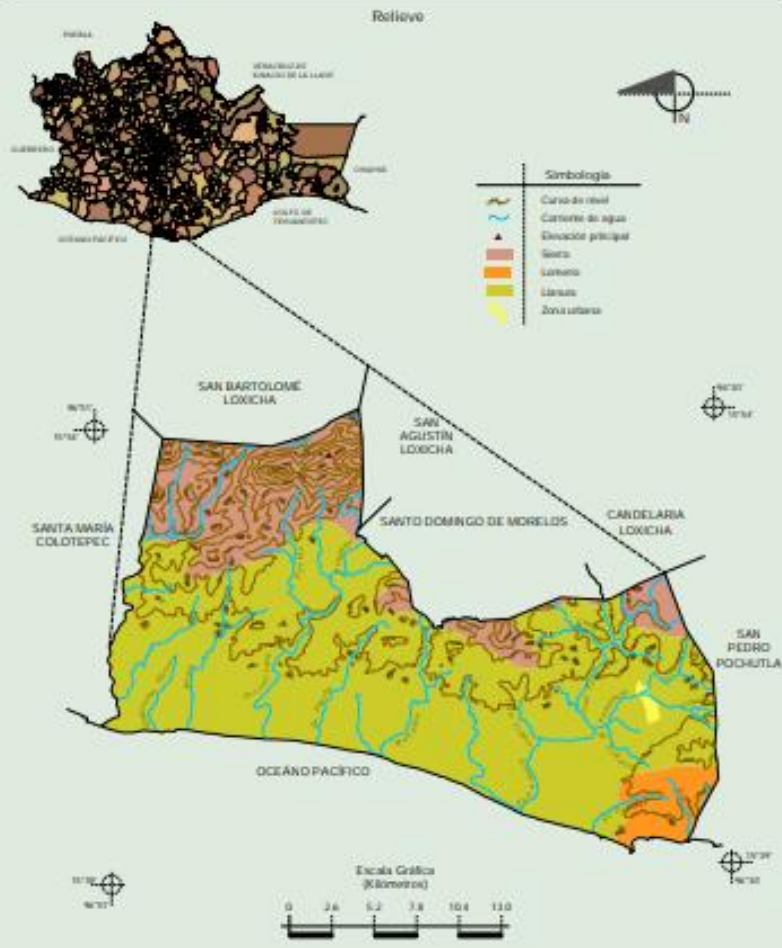 Relieve
PUEBLA
VERACRUZ DE
IGNACIO DE LA LLAVE
GUERRERO
CHIAPAS
GOLFO DE
TEHUANTEPEC
OCÉANO PACÍFICO
N
Simbología
Curva de nivel
Corriente de agua
Elevación principal
Sierra
Lomerio
Llanura
Zona urbana
SAN BARTOLOMÉ
LOXICHA
SAN
AGUSTÍN
LOXICHA
SANTA MARÍA
COLOTEPEC
SANTO DOMINGO DE MORELOS
CANDELARIA
LOXICHA
SAN
PEDRO
POCHUTLA
OCEÁNO PACÍFICO
Escala Gráfica
(Kilómetros)
0 2.6 5.2 7.8 10.4 13.0